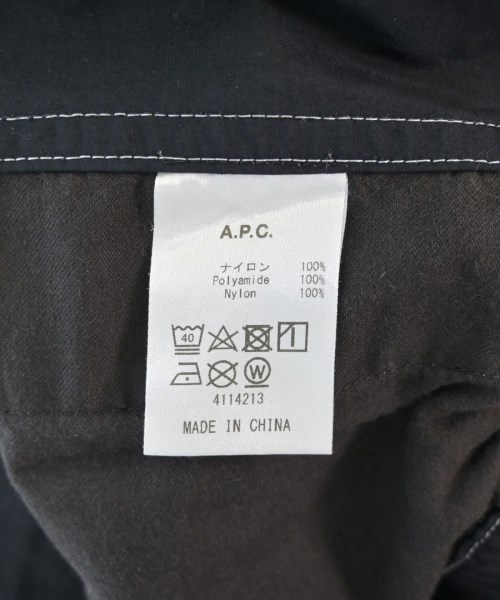 A.P.C.
ナイロン 100%
Polyamide 100%
Nylon 100%
40
W
4114213
MADE IN CHINA